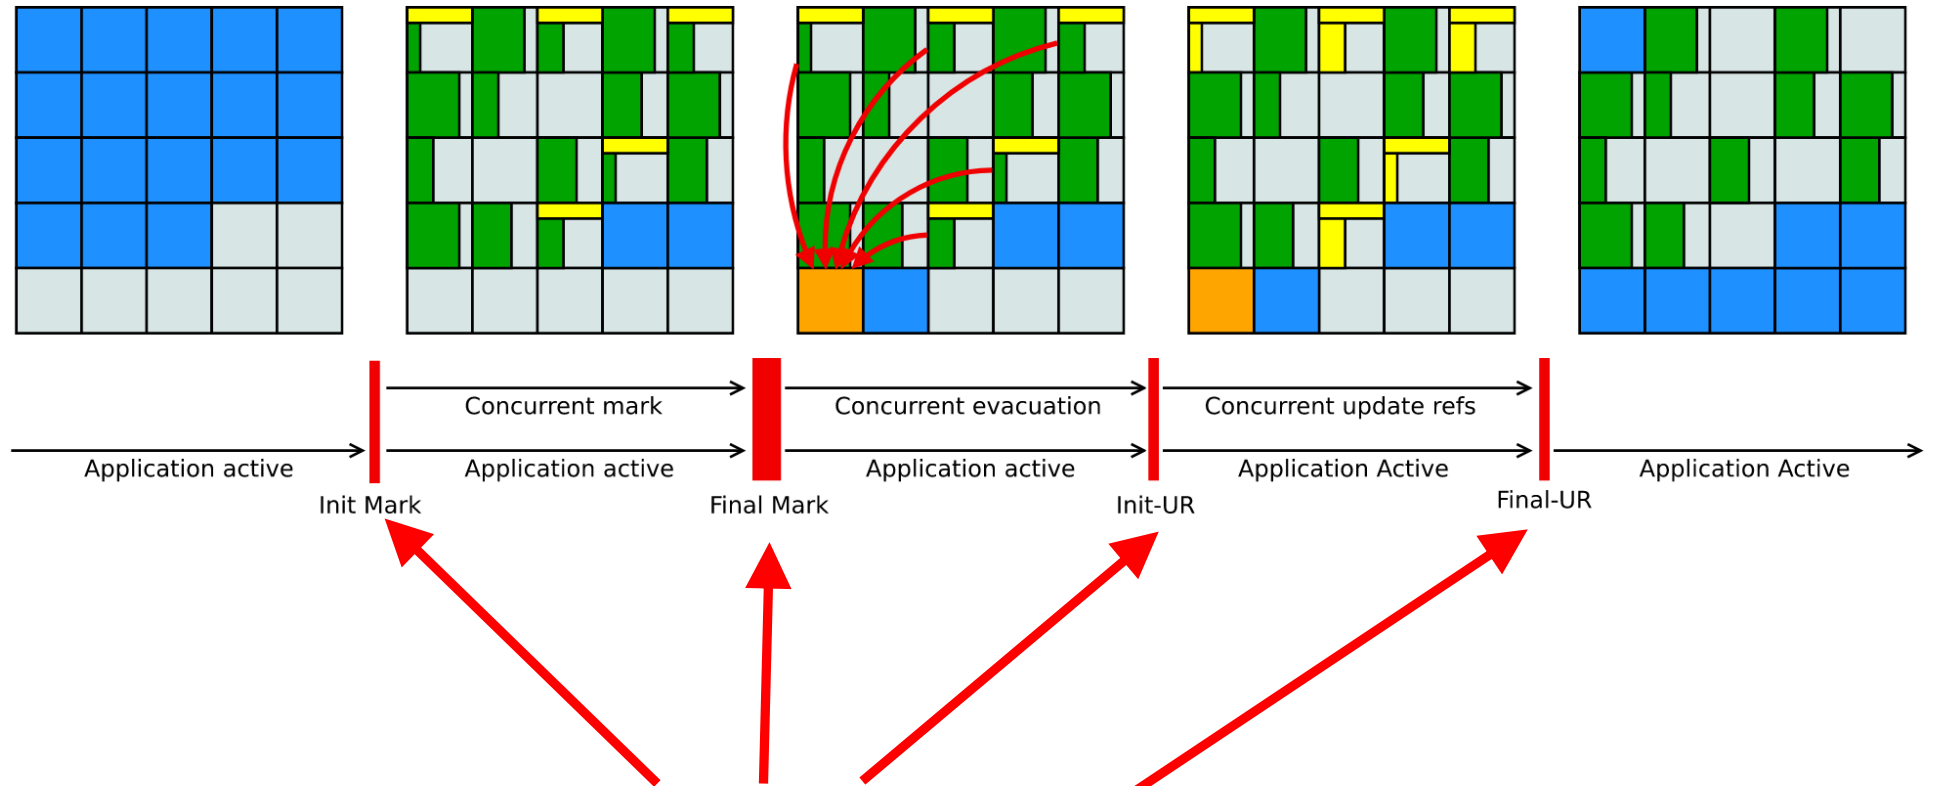 Concurrent mark
Concurrent evacuation
Concurrent update refs
Application active
Application active
Application active
Application Active
Application Active
Init Mark
Final Mark
Init-UR
Final-UR